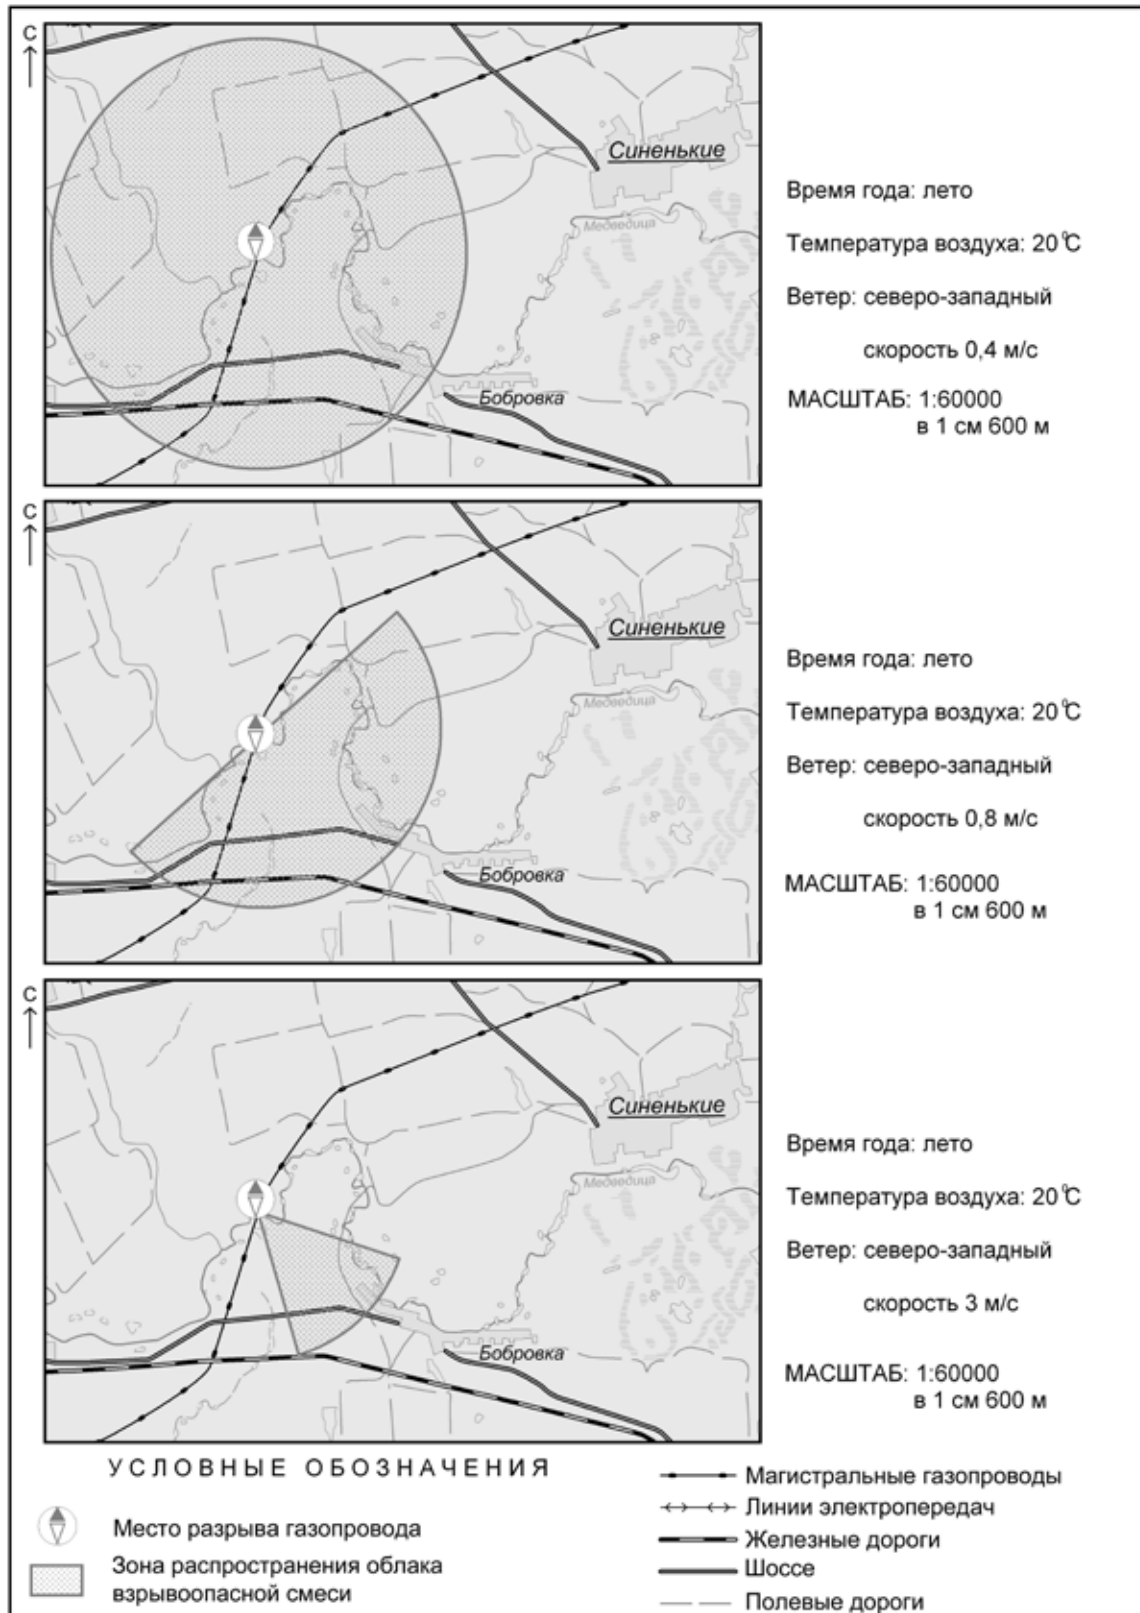 С
Синенькие
Медведица
Бобровка
Время года: лето
Температура воздуха: 20⁰С
Ветер: северо-западный
скорость 0,4 м/с
МАСШТАБ: 1:60000
в 1 см 600 м
С
Синенькие
Медведица
Бобровка
Время года: лето
Температура воздуха: 20⁰С
Ветер: северо-западный
скорость 0,8 м/с
МАСШТАБ: 1:60000
в 1 см 600 м
С
Синенькие
Медведица
Бобровка
Время года: лето
Температура воздуха: 20⁰С
Ветер: северо-западный
скорость 3 м/с
МАСШТАБ: 1:60000
в 1 см 600 м
УСЛОВНЫЕ ОБОЗНАЧЕНИЯ
Место разрыва газопровода
Зона распространения облака
взрывоопасной смеси
Магистральные газопроводы
Линии электропередач
Железные дороги
Шоссе
Полевые дороги